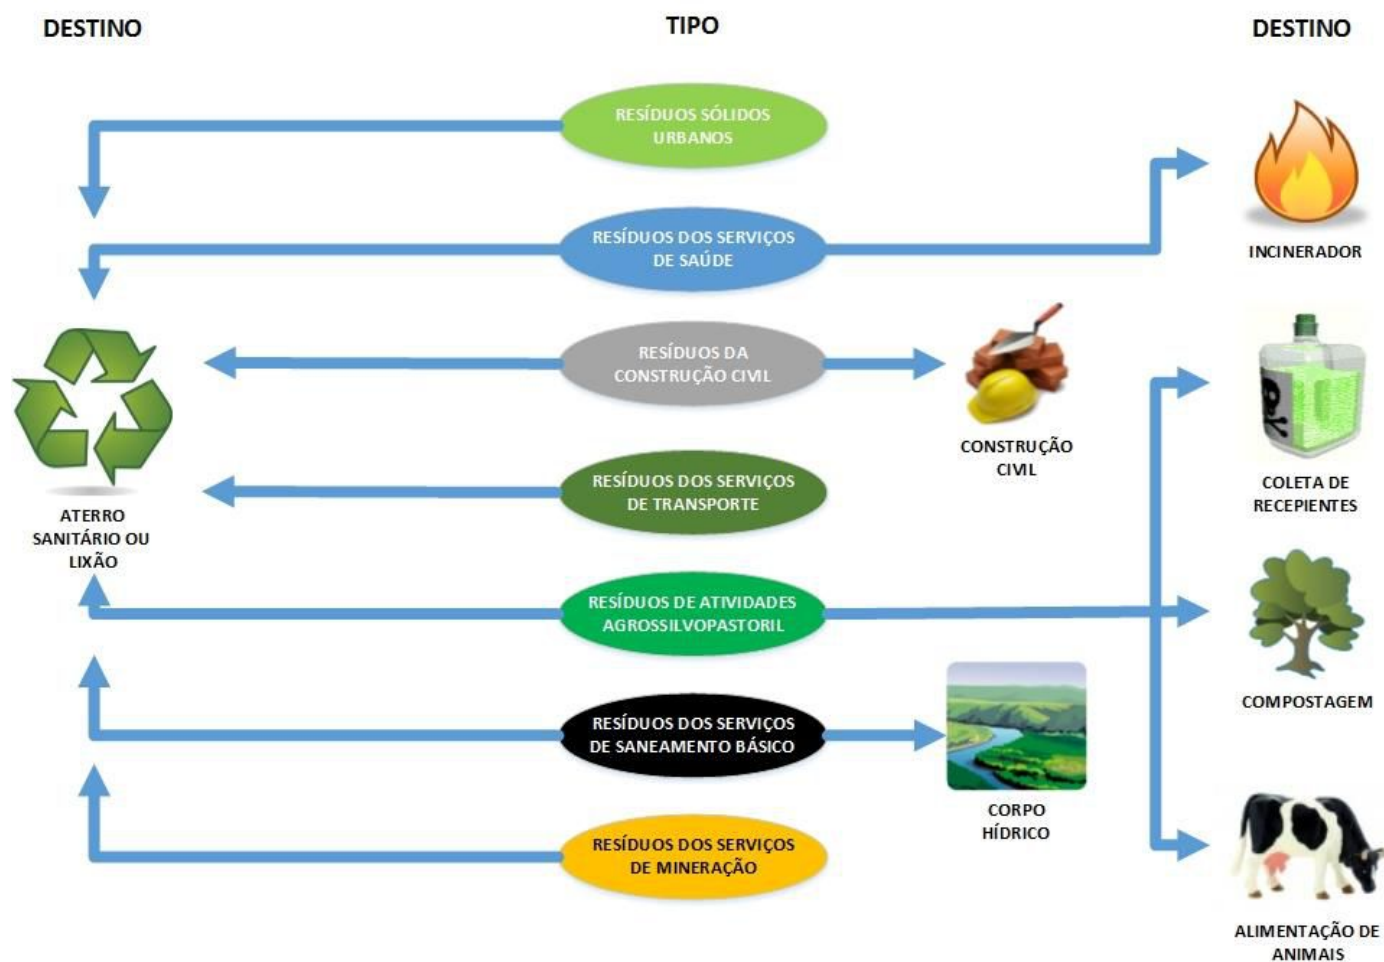 DESTINO
TIPO
DESTINO
RESÍDUOS SÓLIDOS
URBANOS
RESÍDUOS DOS SERVIÇOS
DE SAÚDE
INCINERADOR
RESÍDUOS DA
CONSTRUÇÃO CIVIL
CONSTRUÇÃO
CIVIL
RESÍDUOS DOS SERVIÇOS
DE TRANSPORTE
COLETA DE
RECEPIENTES
ATERRO
SANITÁRIO OU
LIXÃO
RESÍDUOS DE ATIVIDADES
AGROSSILVOPASTORIL
COMPOSTAGEM
RESÍDUOS DOS SERVIÇOS
DE SANEAMENTO BÁSICO
CORPO
HÍDRICO
RESÍDUOS DOS SERVIÇOS
DE MINERAÇÃO
ALIMENTAÇÃO DE
ANIMAIS